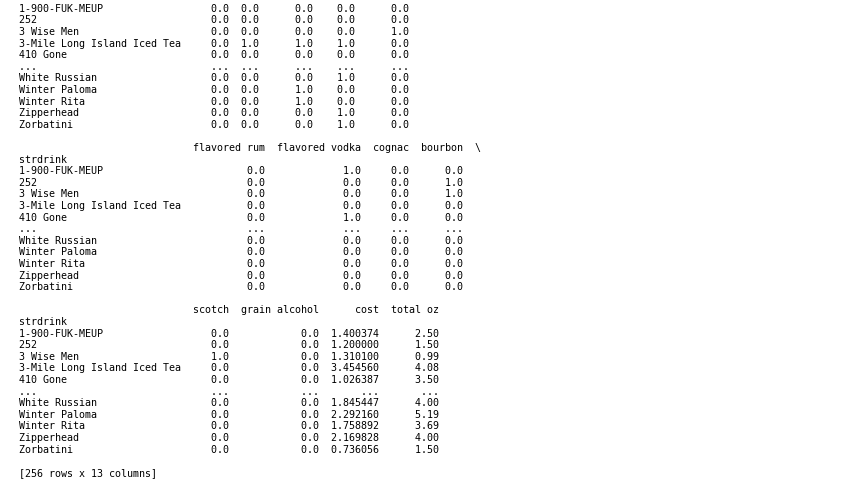 1-900-FUK-MEUP 0.0 0.0 0.0 0.0 0.0
252 0.0 0.0 0.0 0.0 0.0
3 Wise Men 0.0 0.0 0.0 0.0 1.0
3-Mile Long Island Iced Tea 0.0 1.0 1.0 1.0 0.0
410 Gone 0.0 0.0 0.0 0.0 0.0
... ... ... ... ... ...
White Russian 0.0 0.0 0.0 1.0 0.0
Winter Paloma 0.0 0.0 1.0 0.0 0.0
Winter Rita 0.0 0.0 1.0 0.0 0.0
Zipperhead 0.0 0.0 0.0 1.0 0.0
Zorbatini 0.0 0.0 0.0 1.0 0.0
flavored rum flavored vodka cognac bourbon \
strdrink
1-900-FUK-MEUP 0.0 1.0 0.0 0.0
252 0.0 0.0 0.0 1.0
3 Wise Men 0.0 0.0 0.0 1.0
3-Mile Long Island Iced Tea 0.0 0.0 0.0 0.0
410 Gone 0.0 1.0 0.0 0.0
... ... ... ... ...
White Russian 0.0 0.0 0.0 0.0
Winter Paloma 0.0 0.0 0.0 0.0
Winter Rita 0.0 0.0 0.0 0.0
Zipperhead 0.0 0.0 0.0 0.0
Zorbatini 0.0 0.0 0.0 0.0
scotch grain alcohol cost total oz
strdrink
1-900-FUK-MEUP 0.0 0.0 1.400374 2.50
252 0.0 0.0 1.200000 1.50
3 Wise Men 1.0 0.0 1.310100 0.99
3-Mile Long Island Iced Tea 0.0 0.0 3.454560 4.08
410 Gone 0.0 0.0 1.026387 3.50
... ... ... ... ...
White Russian 0.0 0.0 1.845447 4.00
Winter Paloma 0.0 0.0 2.292160 5.19
Winter Rita 0.0 0.0 1.758892 3.69
Zipperhead 0.0 0.0 2.169828 4.00
Zorbatini 0.0 0.0 0.736056 1.50
[256 rows x 13 columns]